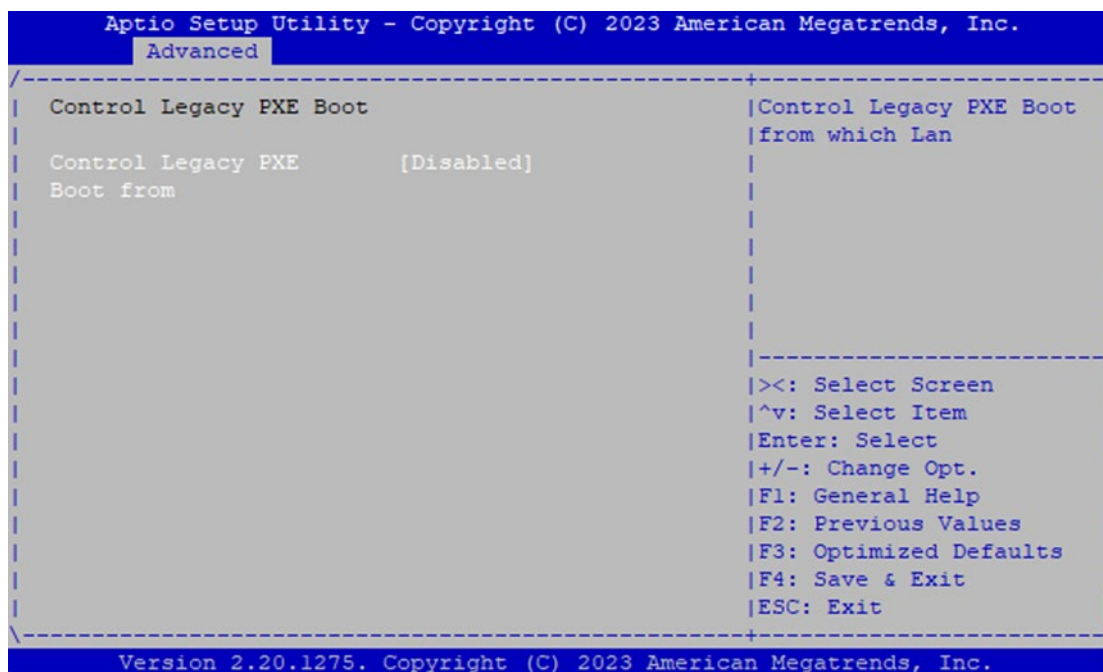 Aptio Setup Utility - Copyright (C) 2023 American Megatrends, Inc.
Advanced
Control Legacy PXE Boot
Control Legacy PXE [Disabled]
Boot from
Control Legacy PXE Boot
from which Lan
><: Select Screen
^v: Select Item
Enter: Select
+/-: Change Opt.
F1: General Help
F2: Previous Values
F3: Optimized Defaults
F4: Save & Exit
ESC: Exit
Version 2.20.1275. Copyright (C) 2023 American Megatrends, Inc.